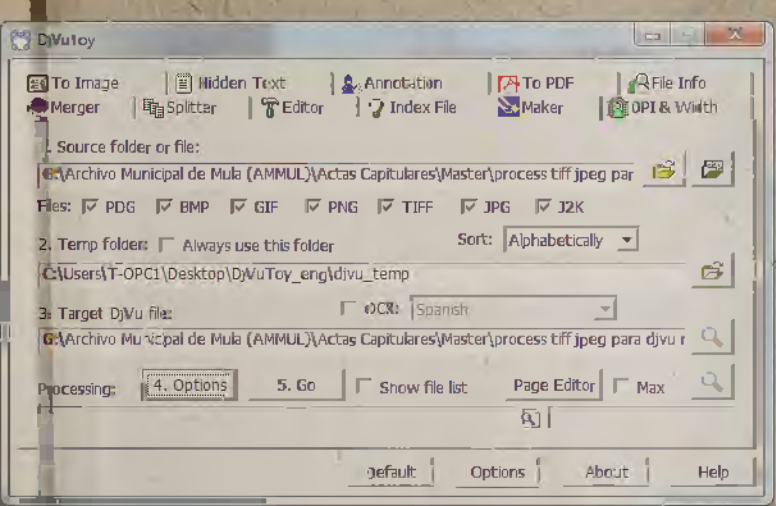 DjVuToy
To Image Hidden Text Annotation To PDF File Info
Merger Splitter Editor Index File Maker DPI & Width
1. Source folder or file:
G:\Archivo Municipal de Mula (AMMUL)\Actas Capitulares\Master\process tiff jpeg par
Files: PDG BMP GIF PNG TIFF JPG J2K
2. Temp folder: Always use this folder Sort: Alphabetically
C:\Users\T-OPC1\Desktop\DjVuToy_eng\djvu_temp
3. Target DjVu file: OCR: Spanish
G:\Archivo Municipal de Mula (AMMUL)\Actas Capitulares\Master\process tiff jpeg para djvu r
Processing: 4. Options 5. Go Show file list Page Editor Max
Default Options About Help